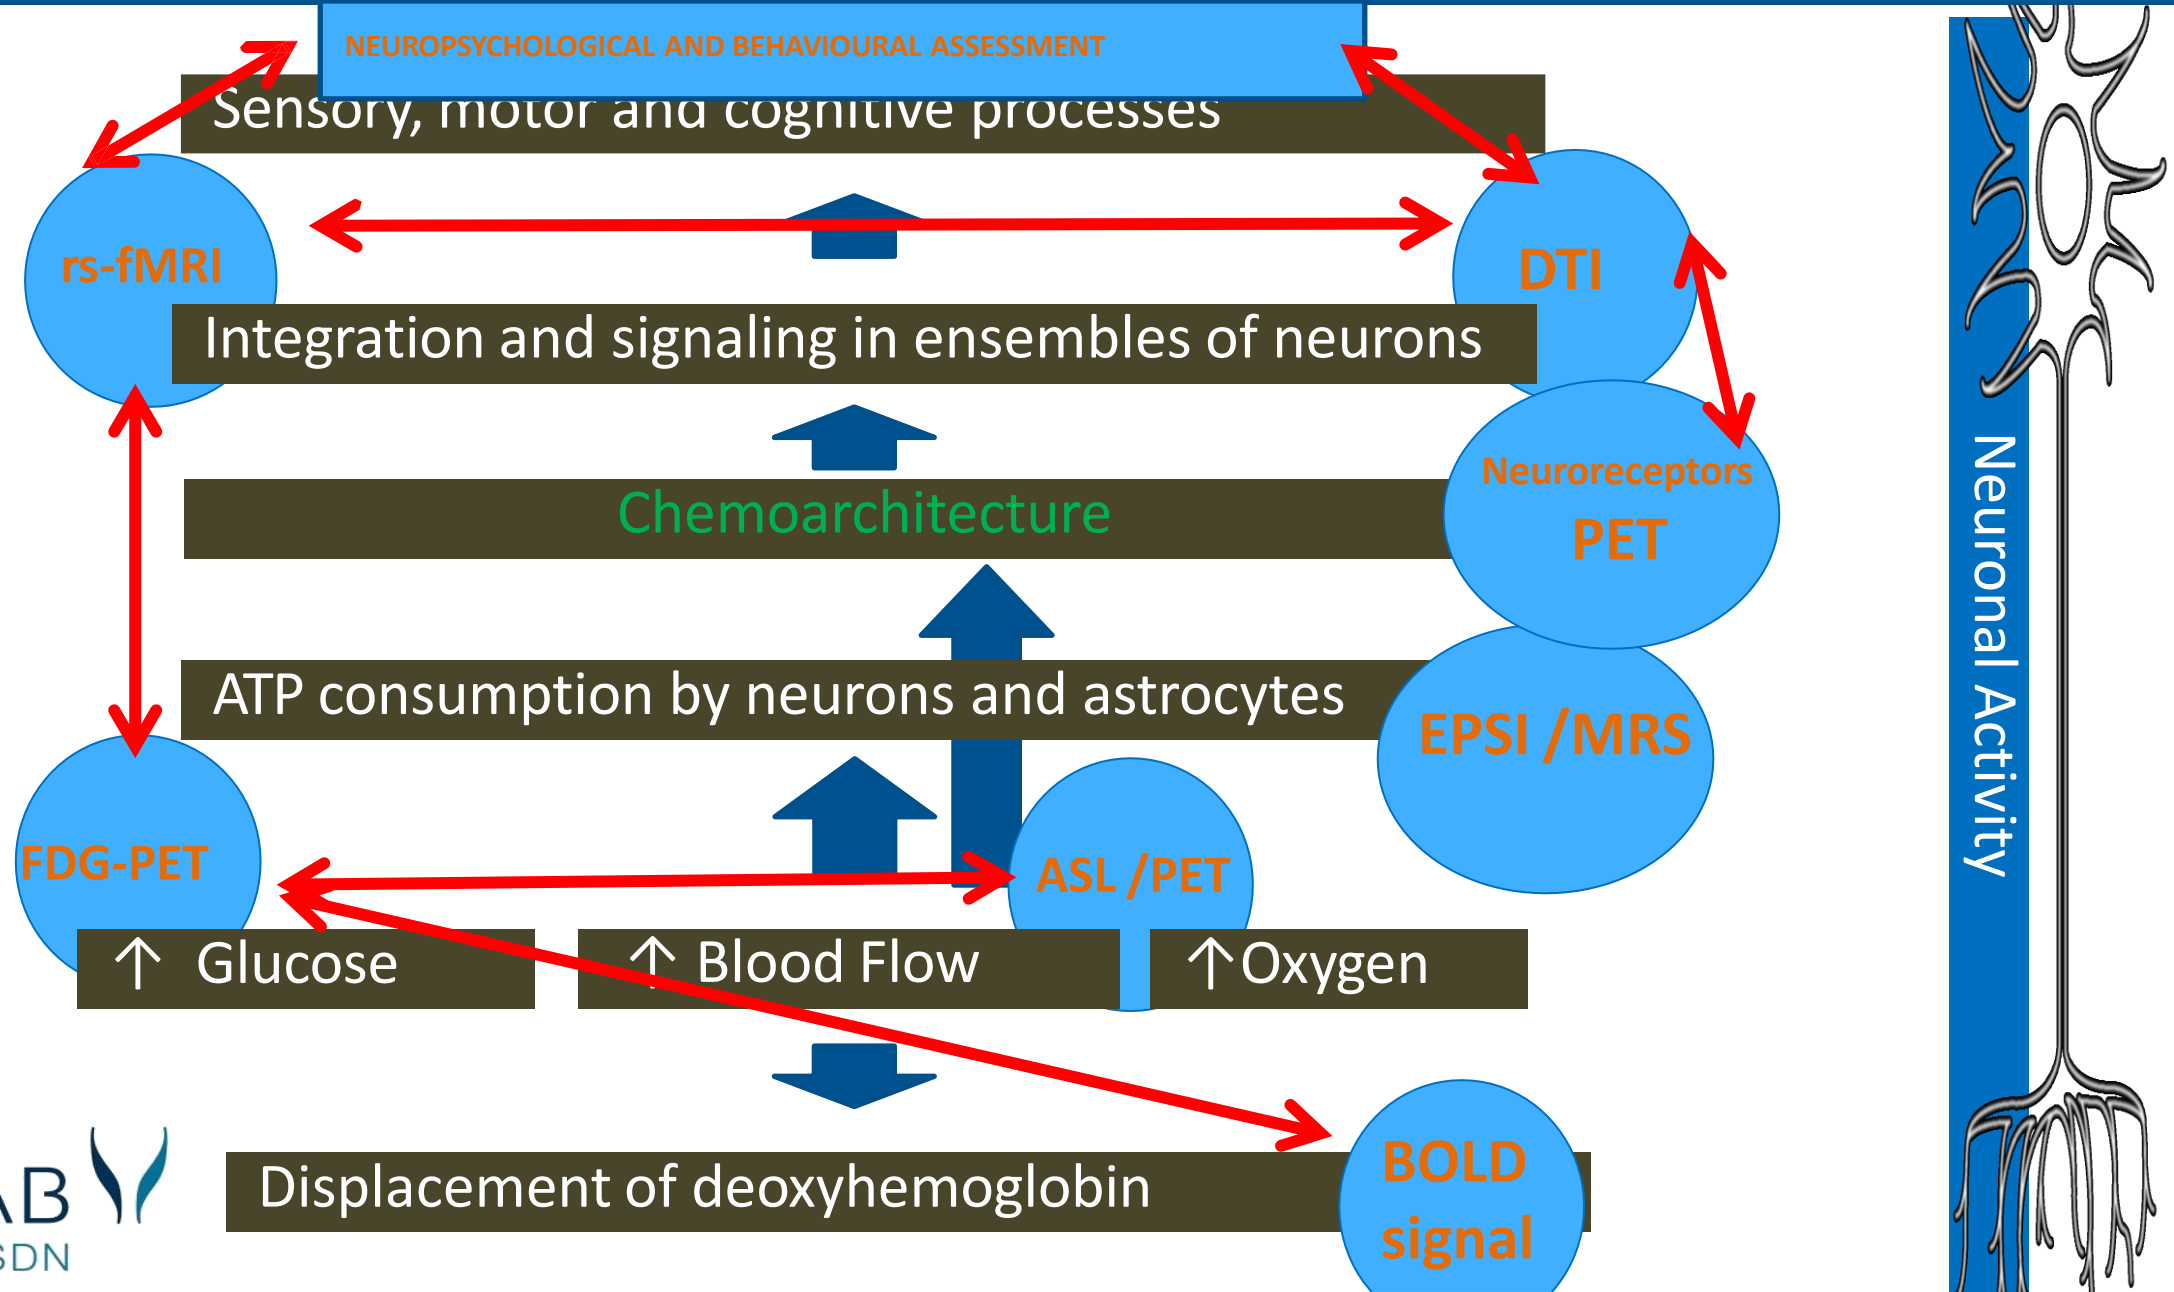 NEUROPSYCHOLOGICAL AND BEHAVIOURAL ASSESSMENT
Sensory, motor and cognitive processes
rs-fMRI
DTI
Integration and signaling in ensembles of neurons
Chemoarchitecture
Neuroreceptors
PET
ATP consumption by neurons and astrocytes
EPSI /MRS
FDG-PET
ASL /PET
↑ Glucose
↑ Blood Flow
↑Oxygen
Displacement of deoxyhemoglobin
BOLD
signal
Neuronal Activity
AB
SDN